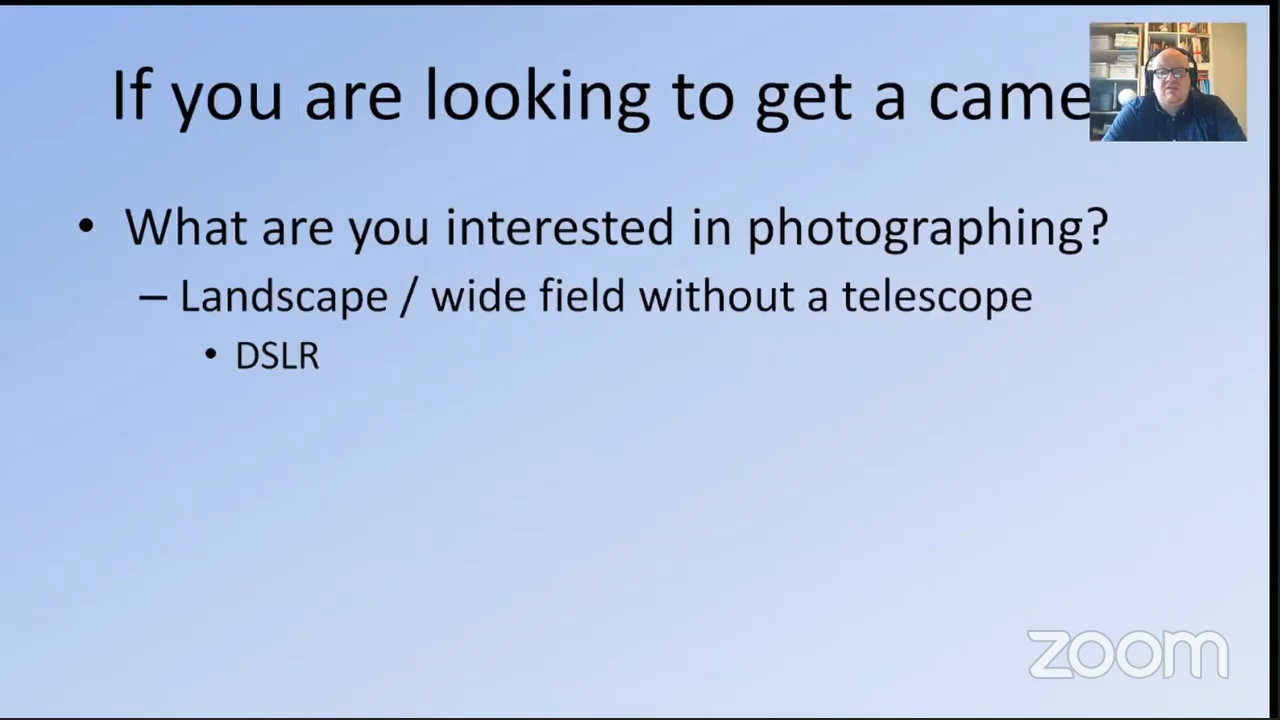 If you are looking to get a came
• What are you interested in photographing?
– Landscape / wide field without a telescope
• DSLR
zoom